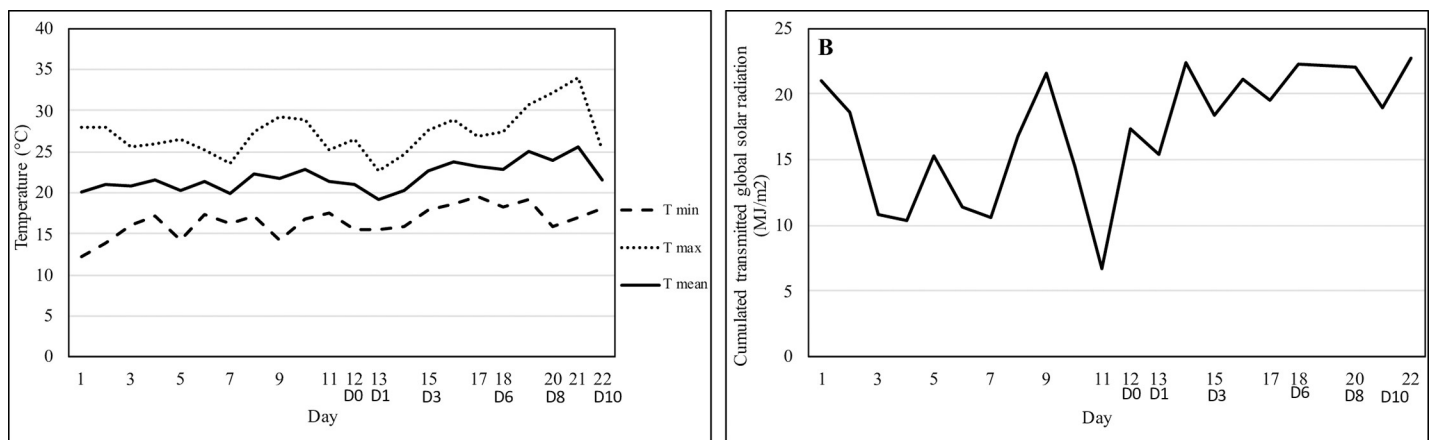 40
35
30
25
20
15
10
5
0
Temperature (°C)
1 3 5 7 9 11 12 13 15 17 18 20 21 22
D0 D1 D3 D6 D8 D10
Day
T min
T max
T mean
B
25
20
15
10
5
0
Cumulated transmitted global solar radiation
(MJ/m2)
1 3 5 7 9 11 12 13 15 17 18 20 22
D0 D1 D3 D6 D8 D10
Day